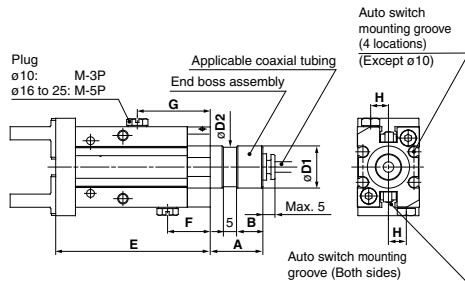 Plug
ø10: M-3P
ø16 to 25: M-5P
Applicable coaxial tubing
End boss assembly
Auto switch
mounting groove
(4 locations)
(Except ø10)
G
øD2
øD1
H
Max. 5
F
5
B
E
A
H
Auto switch mounting
groove (Both sides)